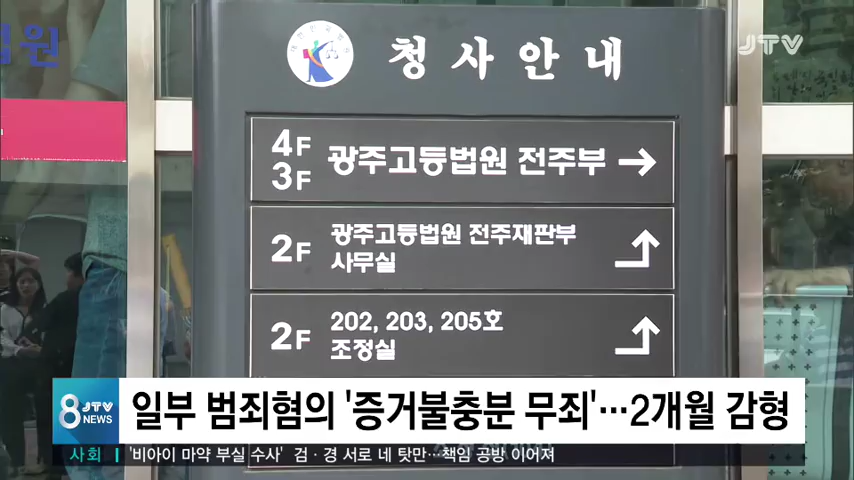 법원
JTV
청사안내
4F
3F
광주고등법원 전주부
2F
광주고등법원 전주재판부
사무실
2F
202, 203, 205호
조정실
8 JTV NEWS
일부 범죄혐의 '증거불충분 무죄'…2개월 감형
사회 | '비아이 마약 부실 수사' 검·경 서로 네 탓만…책임 공방 이어져